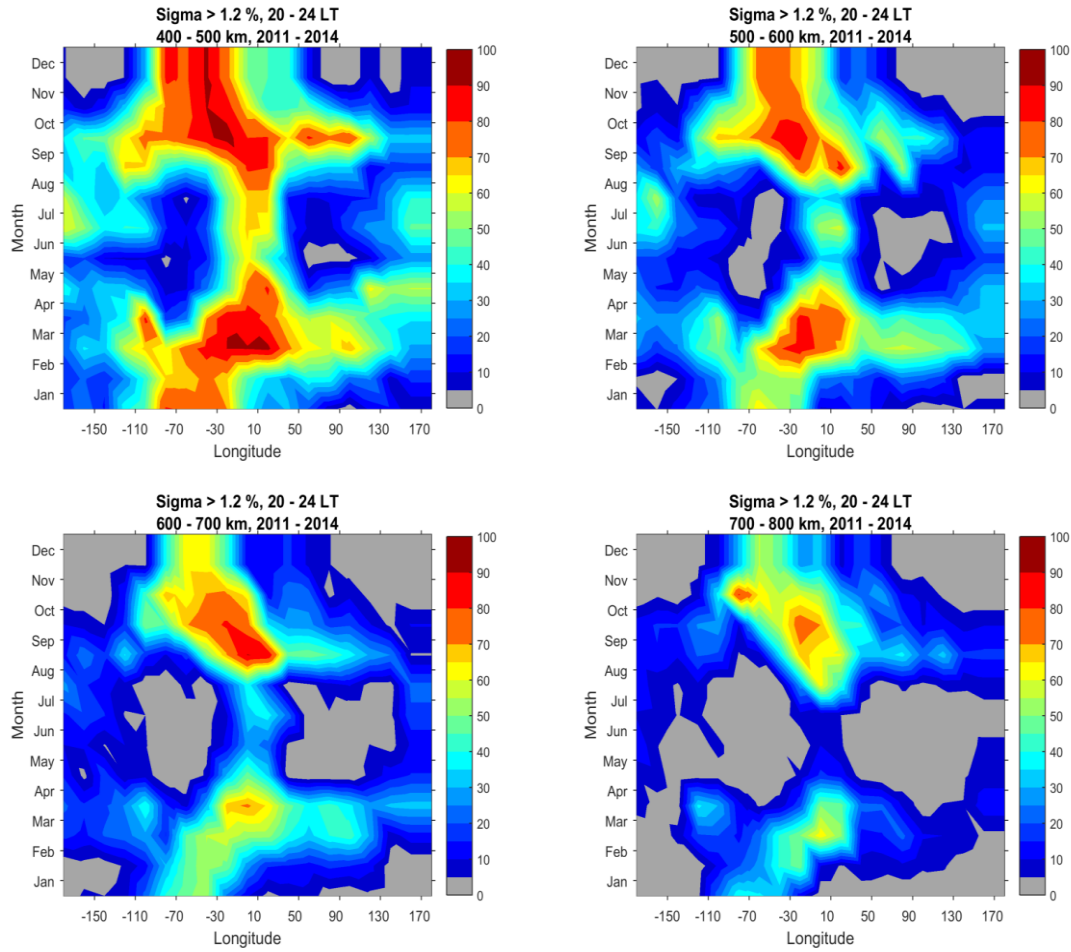 Sigma > 1.2 %, 20 - 24 LT
400 - 500 km, 2011 - 2014
Month
Dec
Nov
Oct
Sep
Aug
Jul
Jun
May
Apr
Mar
Feb
Jan
-150 -110 -70 -30 10 50 90 130 170
Longitude
100
90
80
70
60
50
40
30
20
10
0
Sigma > 1.2 %, 20 - 24 LT
500 - 600 km, 2011 - 2014
Month
Dec
Nov
Oct
Sep
Aug
Jul
Jun
May
Apr
Mar
Feb
Jan
-150 -110 -70 -30 10 50 90 130 170
Longitude
100
90
80
70
60
50
40
30
20
10
0
Sigma > 1.2 %, 20 - 24 LT
600 - 700 km, 2011 - 2014
Month
Dec
Nov
Oct
Sep
Aug
Jul
Jun
May
Apr
Mar
Feb
Jan
-150 -110 -70 -30 10 50 90 130 170
Longitude
100
90
80
70
60
50
40
30
20
10
0
Sigma > 1.2 %, 20 - 24 LT
700 - 800 km, 2011 - 2014
Month
Dec
Nov
Oct
Sep
Aug
Jul
Jun
May
Apr
Mar
Feb
Jan
-150 -110 -70 -30 10 50 90 130 170
Longitude
100
90
80
70
60
50
40
30
20
10
0